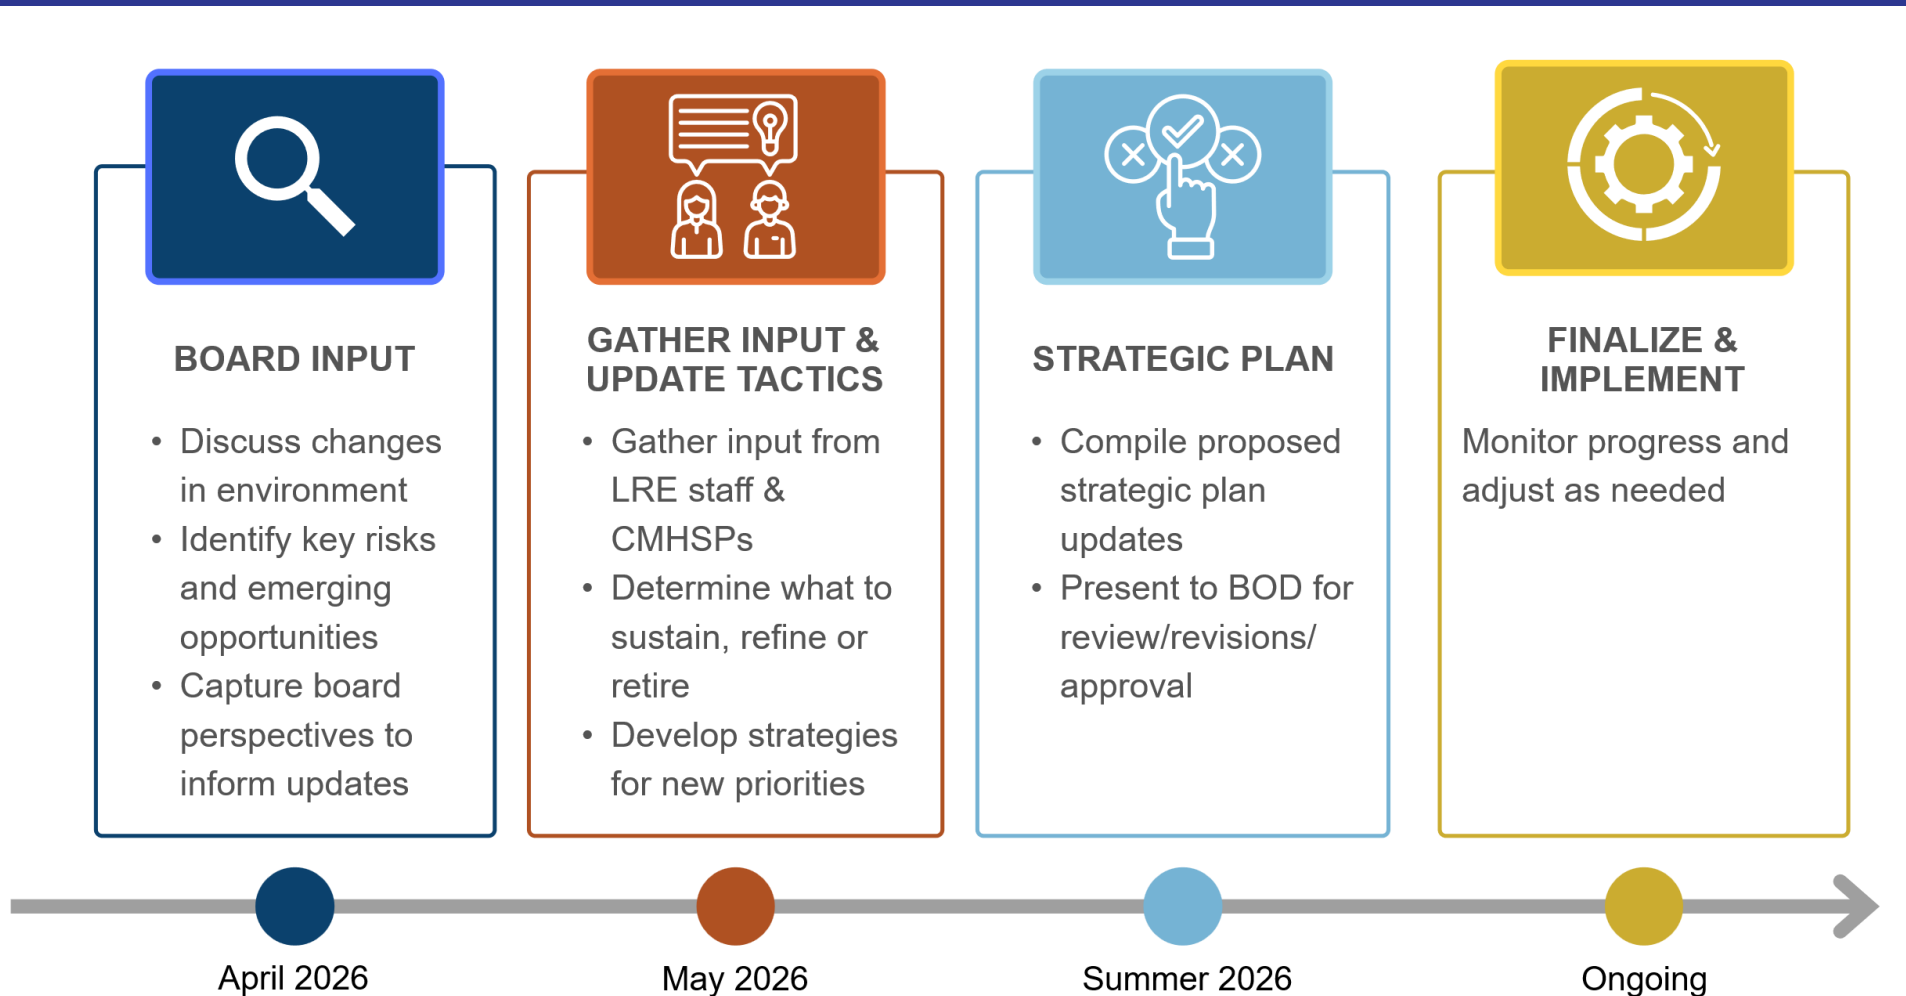 BOARD INPUT
• Discuss changes
in environment
• Identify key risks
and emerging
opportunities
• Capture board
perspectives to
inform updates
April 2026
GATHER INPUT &
UPDATE TACTICS
• Gather input from
LRE staff &
CMHSPs
• Determine what to
sustain, refine or
retire
• Develop strategies
for new priorities
May 2026
STRATEGIC PLAN
• Compile proposed
strategic plan
updates
• Present to BOD for
review/revisions/
approval
Summer 2026
FINALIZE &
IMPLEMENT
Monitor progress and
adjust as needed
Ongoing